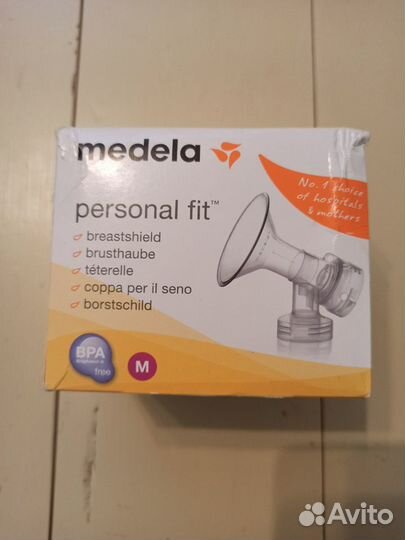 medela
No. 1 choice
of hospitals
& mothers
personal fit™
breastshield
brusthaube
téterelle
coppa per il seno
borstschild
BPA
free
M
Avito